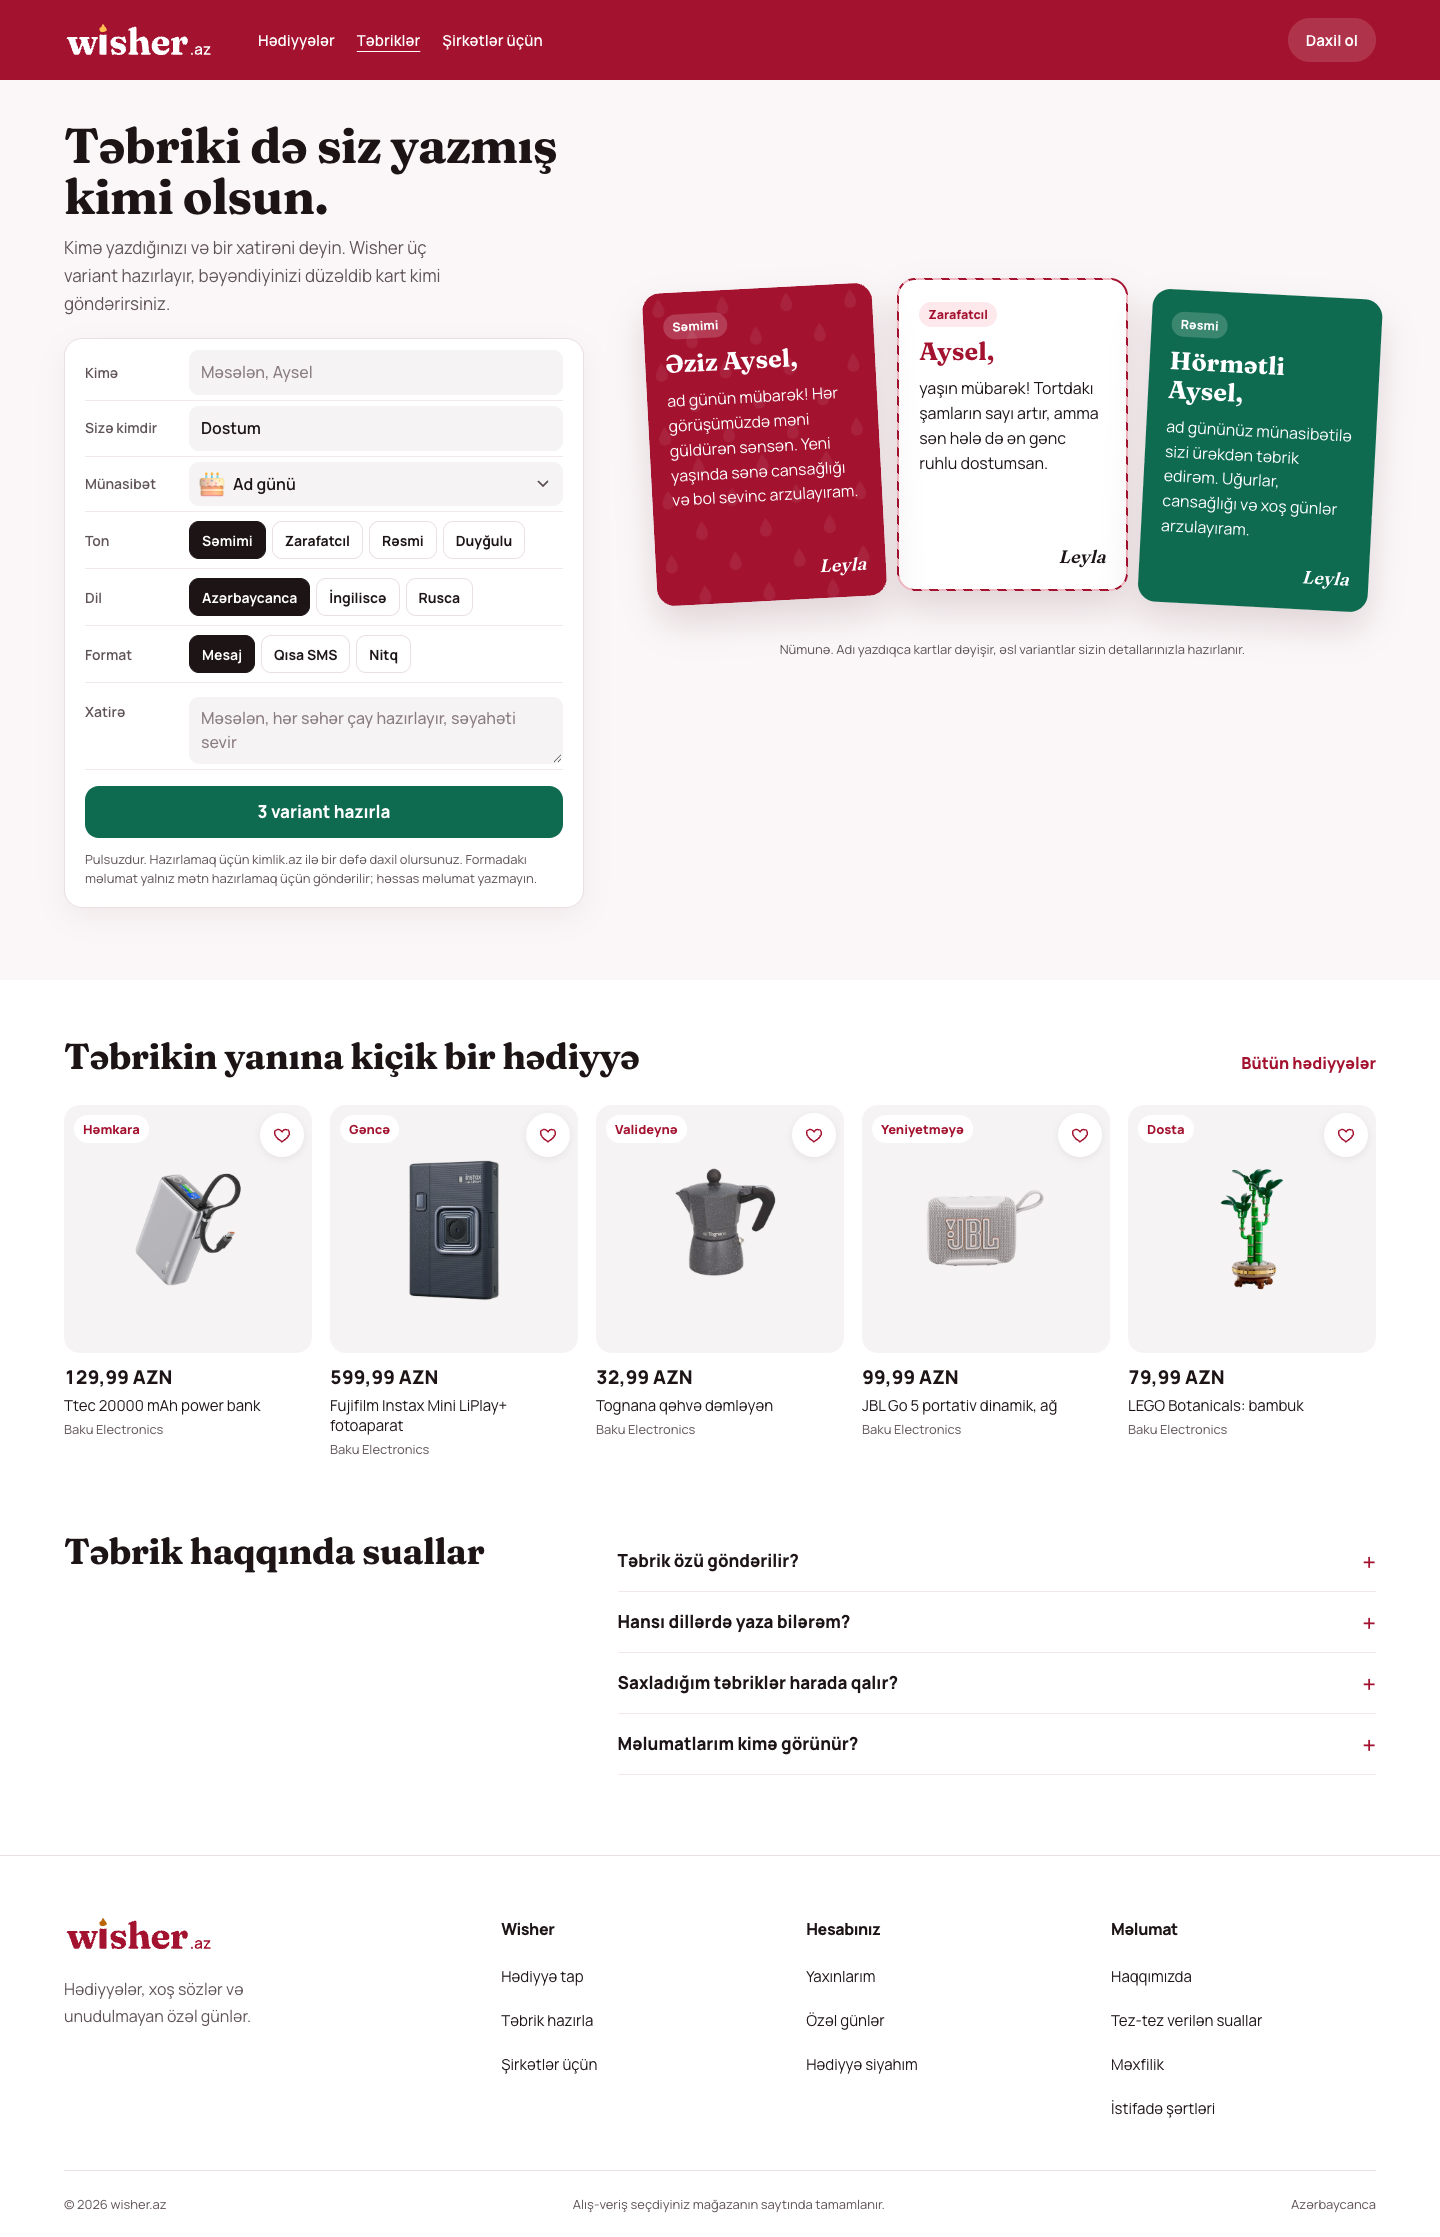 wisher.az
Hədiyyələr
Təbriklər
Şirkətlər üçün
Daxil ol
Təbriki də siz yazmış
kimi olsun.
Kimə yazdığınızı və bir xatirəni deyin. Wisher üç
variant hazırlayır, bəyəndiyinizi düzəldib kart kimi
göndərirsiniz.
Kimə
Məsələn, Aysel
Sizə kimdir
Dostum
Münasibət
Ad günü
Ton
Səmimi
Zarafatcıl
Rəsmi
Duyğulu
Dil
Azərbaycanca
İngiliscə
Rusca
Format
Mesaj
Qısa SMS
Nitq
Xatirə
Məsələn, hər səhər çay hazırlayır, səyahəti
sevir
3 variant hazırla
Pulsuzdur. Hazırlamaq üçün kimlik.az ilə bir dəfə daxil olursunuz. Formadakı
məlumat yalnız mətn hazırlamaq üçün göndərilir; həssas məlumat yazmayın.
Səmimi
Əziz Aysel,
ad günün mübarək! Hər
görüşümüzdə məni
güldürən sənsən. Yeni
yaşında sənə cansağlığı
və bol sevinc arzulayıram.
Leyla
Zarafatcıl
Aysel,
yaşın mübarək! Tortdakı
şamların sayı artır, amma
sən hələ də ən gənc
ruhlu dostumsan.
Leyla
Rəsmi
Hörmətli
Aysel,
ad gününüz münasibətilə
sizi ürəkdən təbrik
edirəm. Uğurlar,
cansağlığı və xoş günlər
arzulayıram.
Leyla
Nümunə. Adı yazdıqca kartlar dəyişir, əsl variantlar sizin detallarınızla hazırlanır.
Təbrikin yanına kiçik bir hədiyyə
Bütün hədiyyələr
Həmkara
129,99 AZN
Ttec 20000 mAh power bank
Baku Electronics
Gəncə
instax
599,99 AZN
Fujifilm Instax Mini LiPlay+
fotoaparat
Baku Electronics
Valideynə
Tognana
32,99 AZN
Tognana qəhvə dəmləyən
Baku Electronics
Yeniyetməyə
JBL
99,99 AZN
JBL Go 5 portativ dinamik, ağ
Baku Electronics
Dosta
79,99 AZN
LEGO Botanicals: bambuk
Baku Electronics
Təbrik haqqında suallar
Təbrik özü göndərilir?
+
Hansı dillərdə yaza bilərəm?
+
Saxladığım təbriklər harada qalır?
+
Məlumatlarım kimə görünür?
+
wisher.az
Hədiyyələr, xoş sözlər və
unudulmayan özəl günlər.
Wisher
Hədiyyə tap
Təbrik hazırla
Şirkətlər üçün
Hesabınız
Yaxınlarım
Özəl günlər
Hədiyyə siyahım
Məlumat
Haqqımızda
Tez-tez verilən suallar
Məxfilik
İstifadə şərtləri
© 2026 wisher.az
Alış-veriş seçdiyiniz mağazanın saytında tamamlanır.
Azərbaycanca